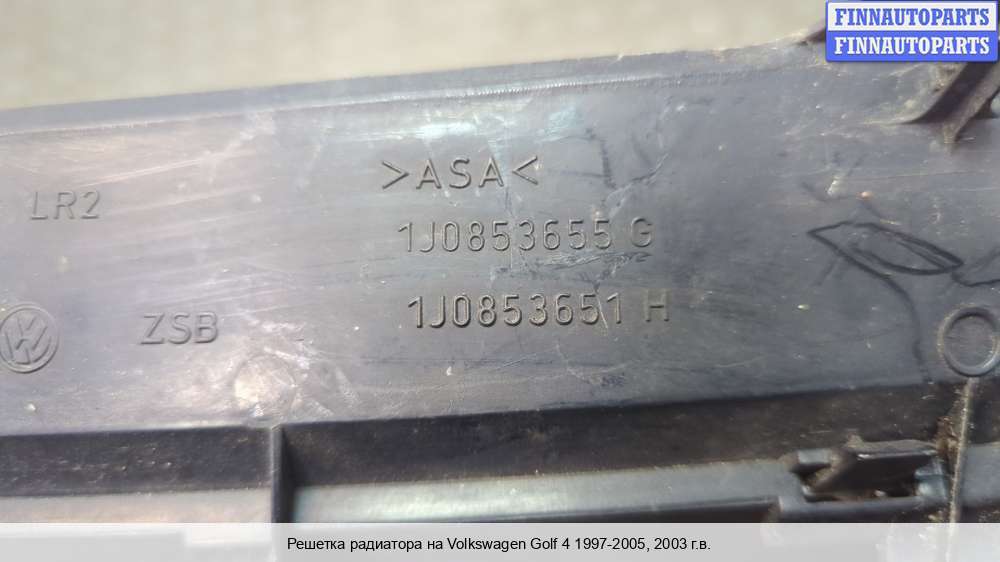 FINNAUTOPARTS
FINNAUTOPARTS
>ASA<
LR2
1J0853655 G
ZSB
1J0853651 H
Решетка радиатора на Volkswagen Golf 4 1997-2005, 2003 г.в.